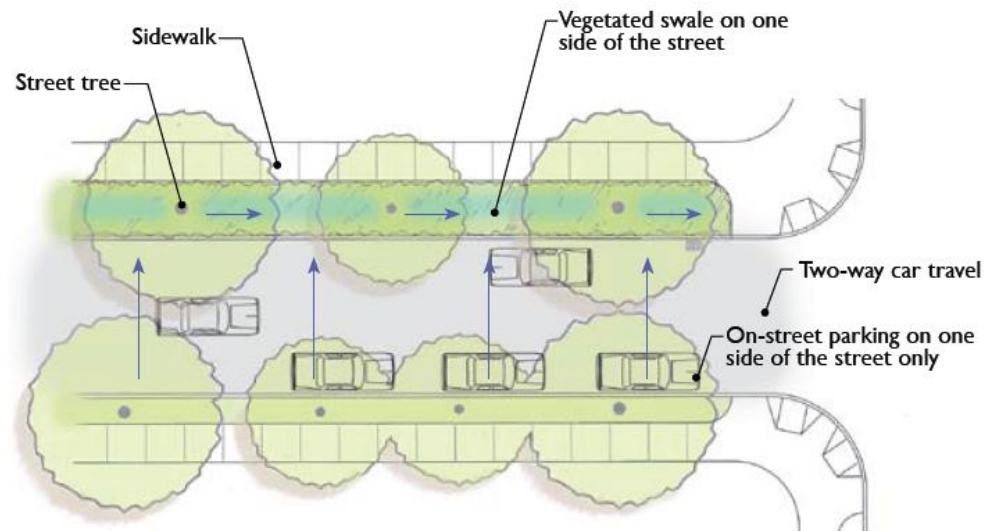 Vegetated swale on one
side of the street
Sidewalk
Street tree
Two-way car travel
On-street parking on one
side of the street only